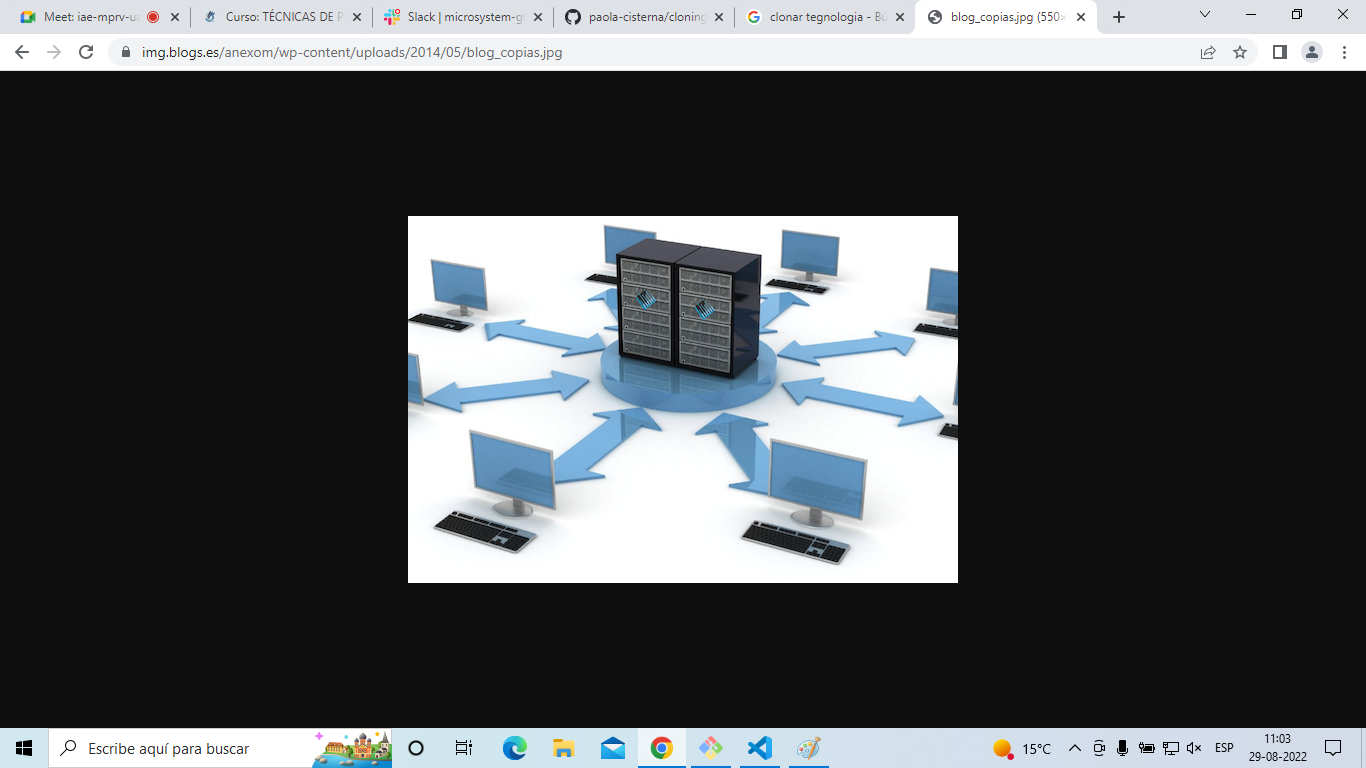 Meet: iae-mprv-u
Curso: TÉCNICAS DE P
Slack | microsystem-g
paola-cisterna/cloning
clonar tegnologia - Bú
blog_copias.jpg (550×
img.blogs.es/anexom/wp-content/uploads/2014/05/blog_copias.jpg
Escribe aquí para buscar
15°C
ESP
11:03
29-08-2022